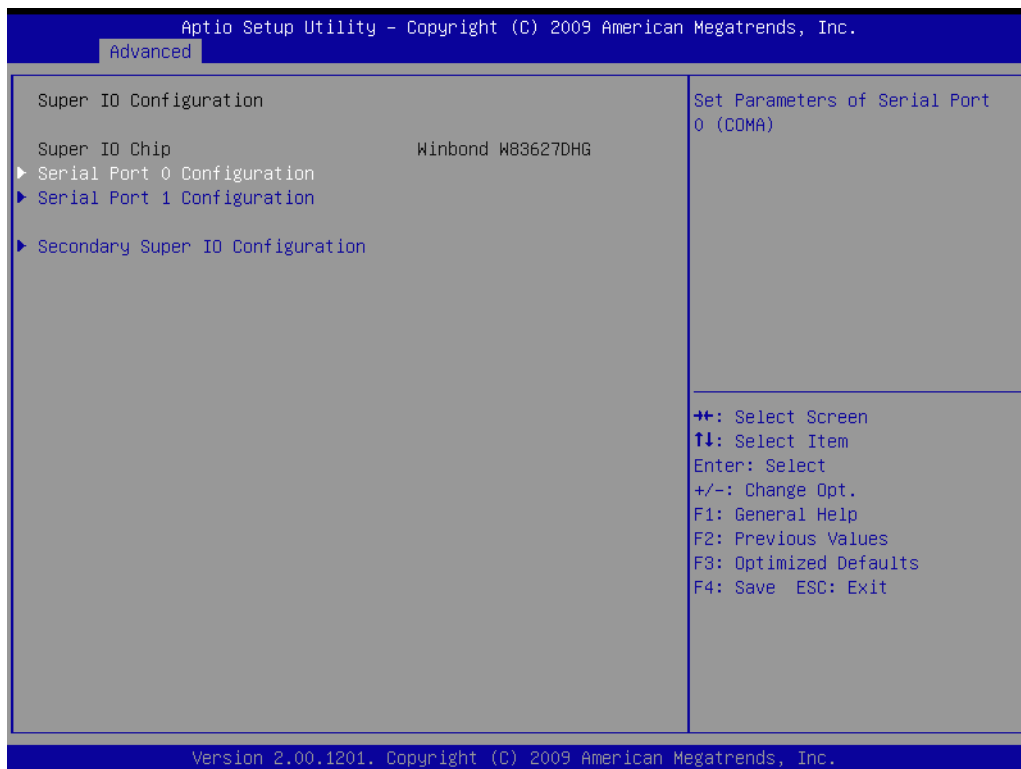 Aptio Setup Utility – Copyright (C) 2009 American Megatrends, Inc.
Advanced
Super IO Configuration
Super IO Chip Winbond W83627DHG
▶ Serial Port 0 Configuration
▶ Serial Port 1 Configuration
▶ Secondary Super IO Configuration
Set Parameters of Serial Port
0 (COMA)
→←: Select Screen
↑↓: Select Item
Enter: Select
+/-: Change Opt.
F1: General Help
F2: Previous Values
F3: Optimized Defaults
F4: Save ESC: Exit
Version 2.00.1201. Copyright (C) 2009 American Megatrends, Inc.